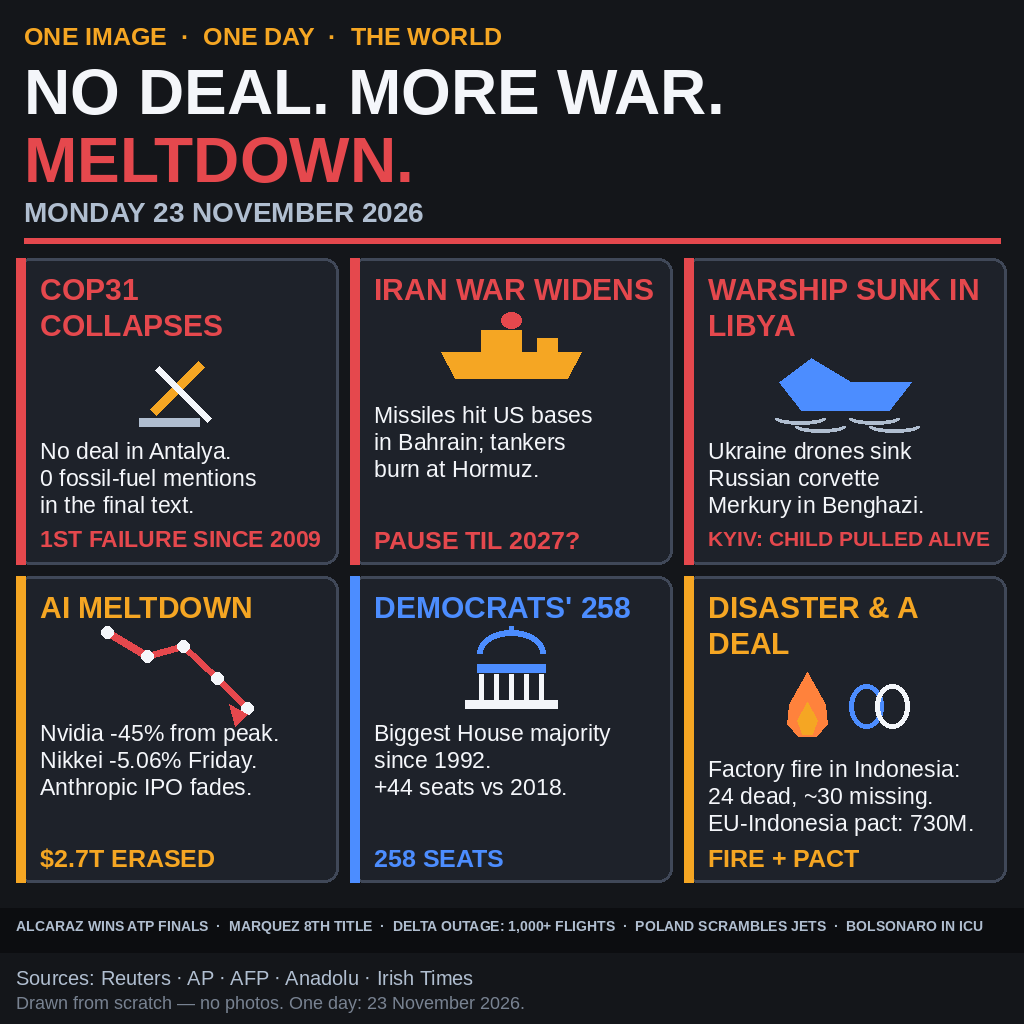 ONE IMAGE · ONE DAY · THE WORLD
NO DEAL. MORE WAR.
MELTDOWN.
MONDAY 23 NOVEMBER 2026
COP31
COLLAPSES
No deal in Antalya.
0 fossil-fuel mentions
in the final text.
1ST FAILURE SINCE 2009
IRAN WAR WIDENS
Missiles hit US bases
in Bahrain; tankers
burn at Hormuz.
PAUSE TIL 2027?
WARSHIP SUNK IN
LIBYA
Ukraine drones sink
Russian corvette
Merkury in Benghazi.
KYIV: CHILD PULLED ALIVE
AI MELTDOWN
Nvidia -45% from peak.
Nikkei -5.06% Friday.
Anthropic IPO fades.
$2.7T ERASED
DEMOCRATS' 258
Biggest House majority
since 1992.
+44 seats vs 2018.
258 SEATS
DISASTER & A
DEAL
Factory fire in Indonesia:
24 dead, ~30 missing.
EU-Indonesia pact: 730M.
FIRE + PACT
ALCARAZ WINS ATP FINALS · MARQUEZ 8TH TITLE · DELTA OUTAGE: 1,000+ FLIGHTS · POLAND SCRAMBLES JETS · BOLSONARO IN ICU
Sources: Reuters · AP · AFP · Anadolu · Irish Times
Drawn from scratch — no photos. One day: 23 November 2026.